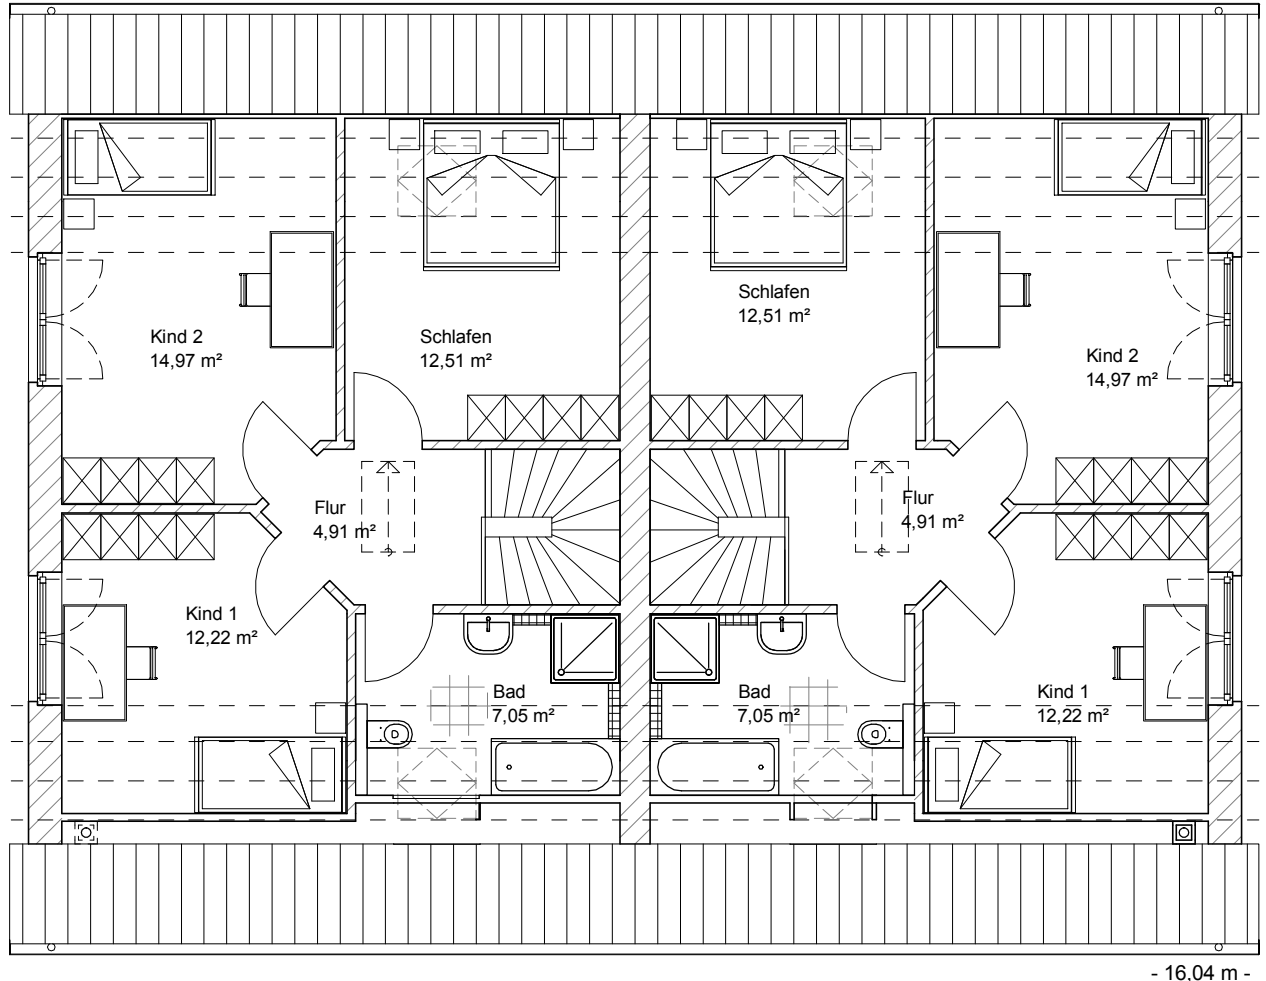 Schlafen
12,51 m²
Kind 2
14,97 m²
Schlafen
12,51 m²
Kind 2
14,97 m²
Flur
4,91 m²
Flur
4,91 m²
Kind 1
12,22 m²
Bad
7,05 m²
Bad
7,05 m²
Kind 1
12,22 m²
- 16.04 m -